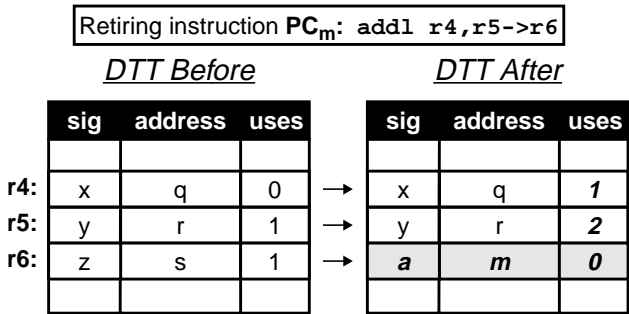 Retiring instruction PCm: addl r4,r5->r6
DTT Before DTT After
sig address uses sig address uses
r4: x q 0 → x q 1
r5: y r 1 → y r 2
r6: z s 1 → a m 0